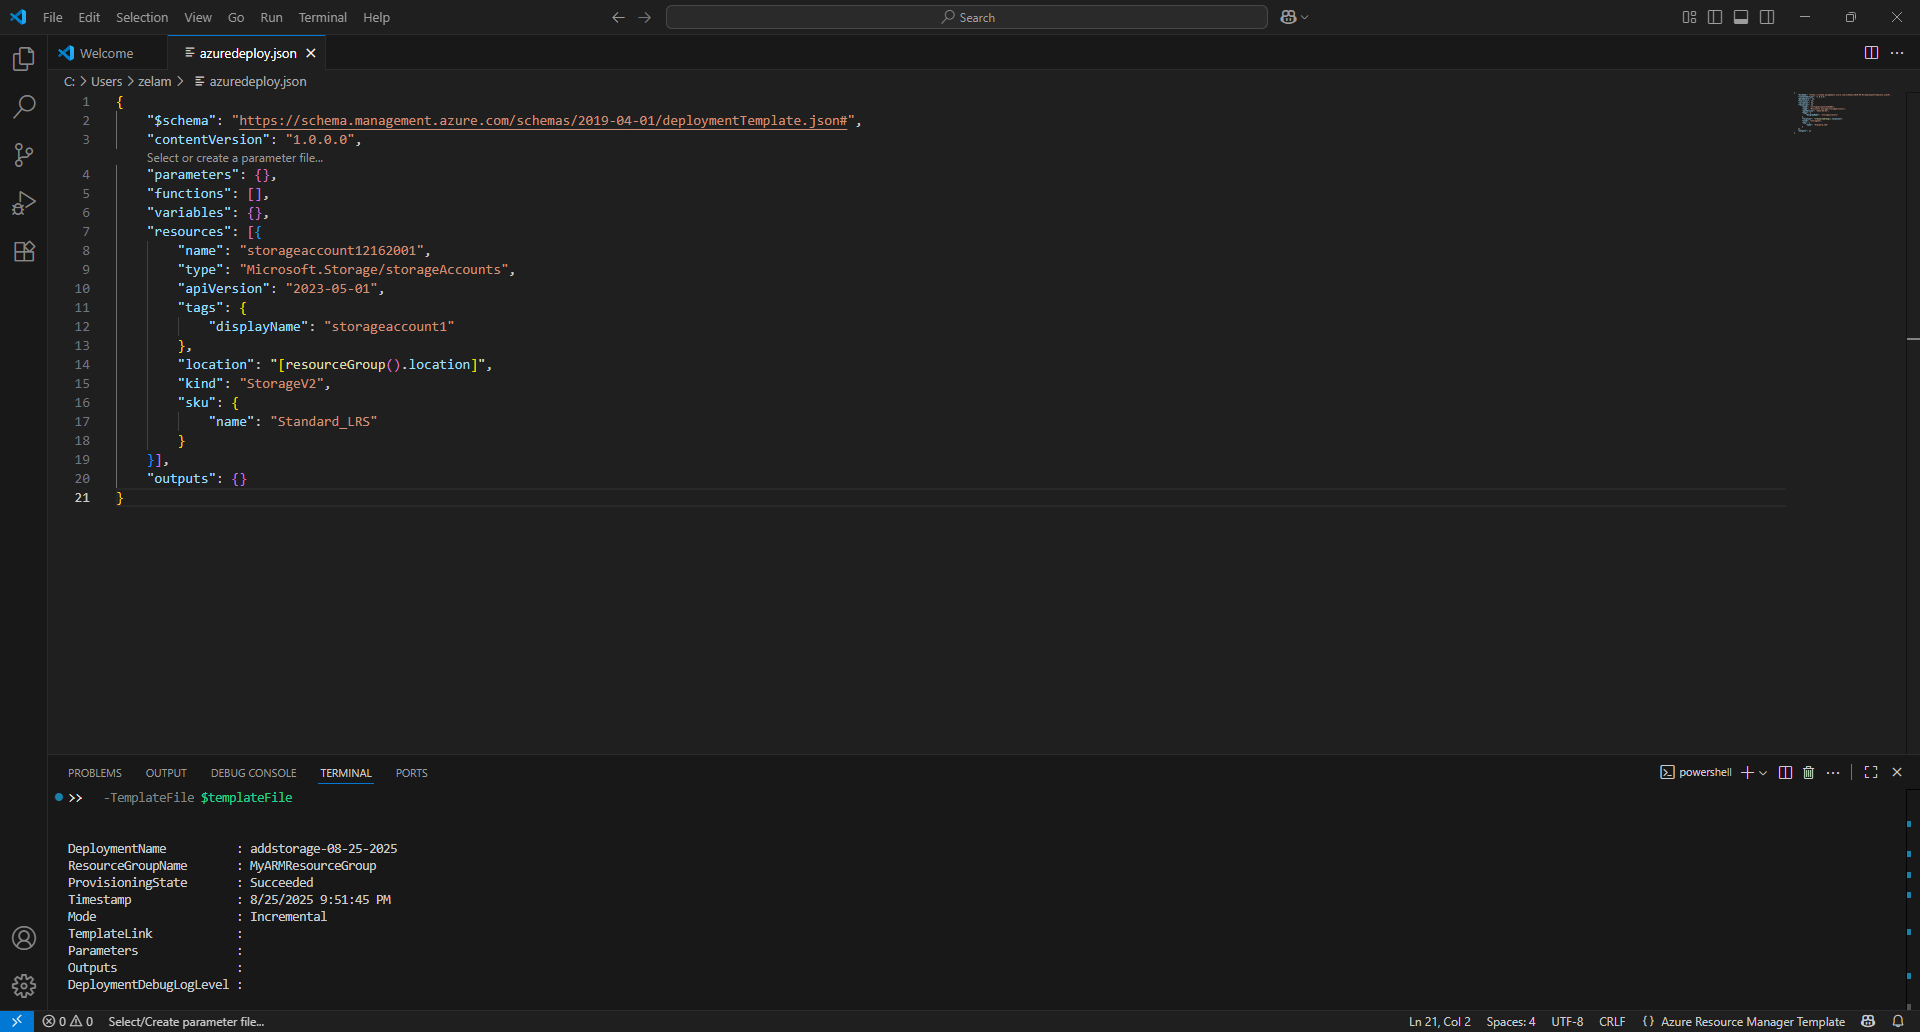 File Edit Selection View Go Run Terminal Help
Search
Welcome
azuredeploy.json
C: > Users > zelam > azuredeploy.json
1 {
2 "$schema": "https://schema.management.azure.com/schemas/2019-04-01/deploymentTemplate.json#",
3 "contentVersion": "1.0.0.0",
Select or create a parameter file...
4 "parameters": {},
5 "functions": [],
6 "variables": {},
7 "resources": [{
8 "name": "storageaccount12162001",
9 "type": "Microsoft.Storage/storageAccounts",
10 "apiVersion": "2023-05-01",
11 "tags": {
12 "displayName": "storageaccount1"
13 },
14 "location": "[resourceGroup().location]",
15 "kind": "StorageV2",
16 "sku": {
17 "name": "Standard_LRS"
18 }
19 }],
20 "outputs": {}
21 }
PROBLEMS OUTPUT DEBUG CONSOLE TERMINAL PORTS
powershell
>> -TemplateFile $templateFile
DeploymentName : addstorage-08-25-2025
ResourceGroupName : MyARMResourceGroup
ProvisioningState : Succeeded
Timestamp : 8/25/2025 9:51:45 PM
Mode : Incremental
TemplateLink :
Parameters :
Outputs :
DeploymentDebugLogLevel :
0 0 Select/Create parameter file...
Ln 21, Col 2 Spaces: 4 UTF-8 CRLF {} Azure Resource Manager Template